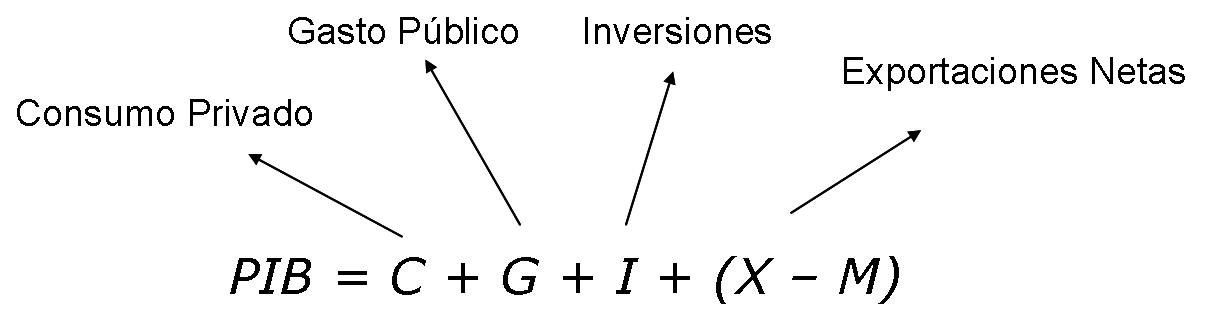 Gasto Público
Inversiones
Exportaciones Netas
Consumo Privado
PIB = C + G + I + (X – M)